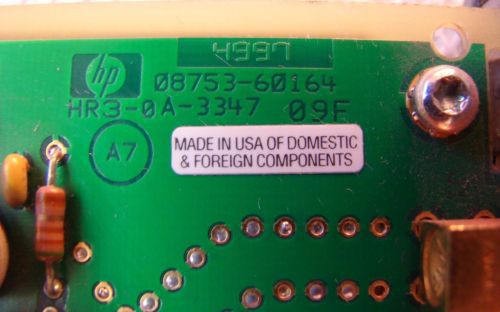 4997
hp 08753-60164
HR3-0A-3347 09F
A7
MADE IN USA OF DOMESTIC
& FOREIGN COMPONENTS